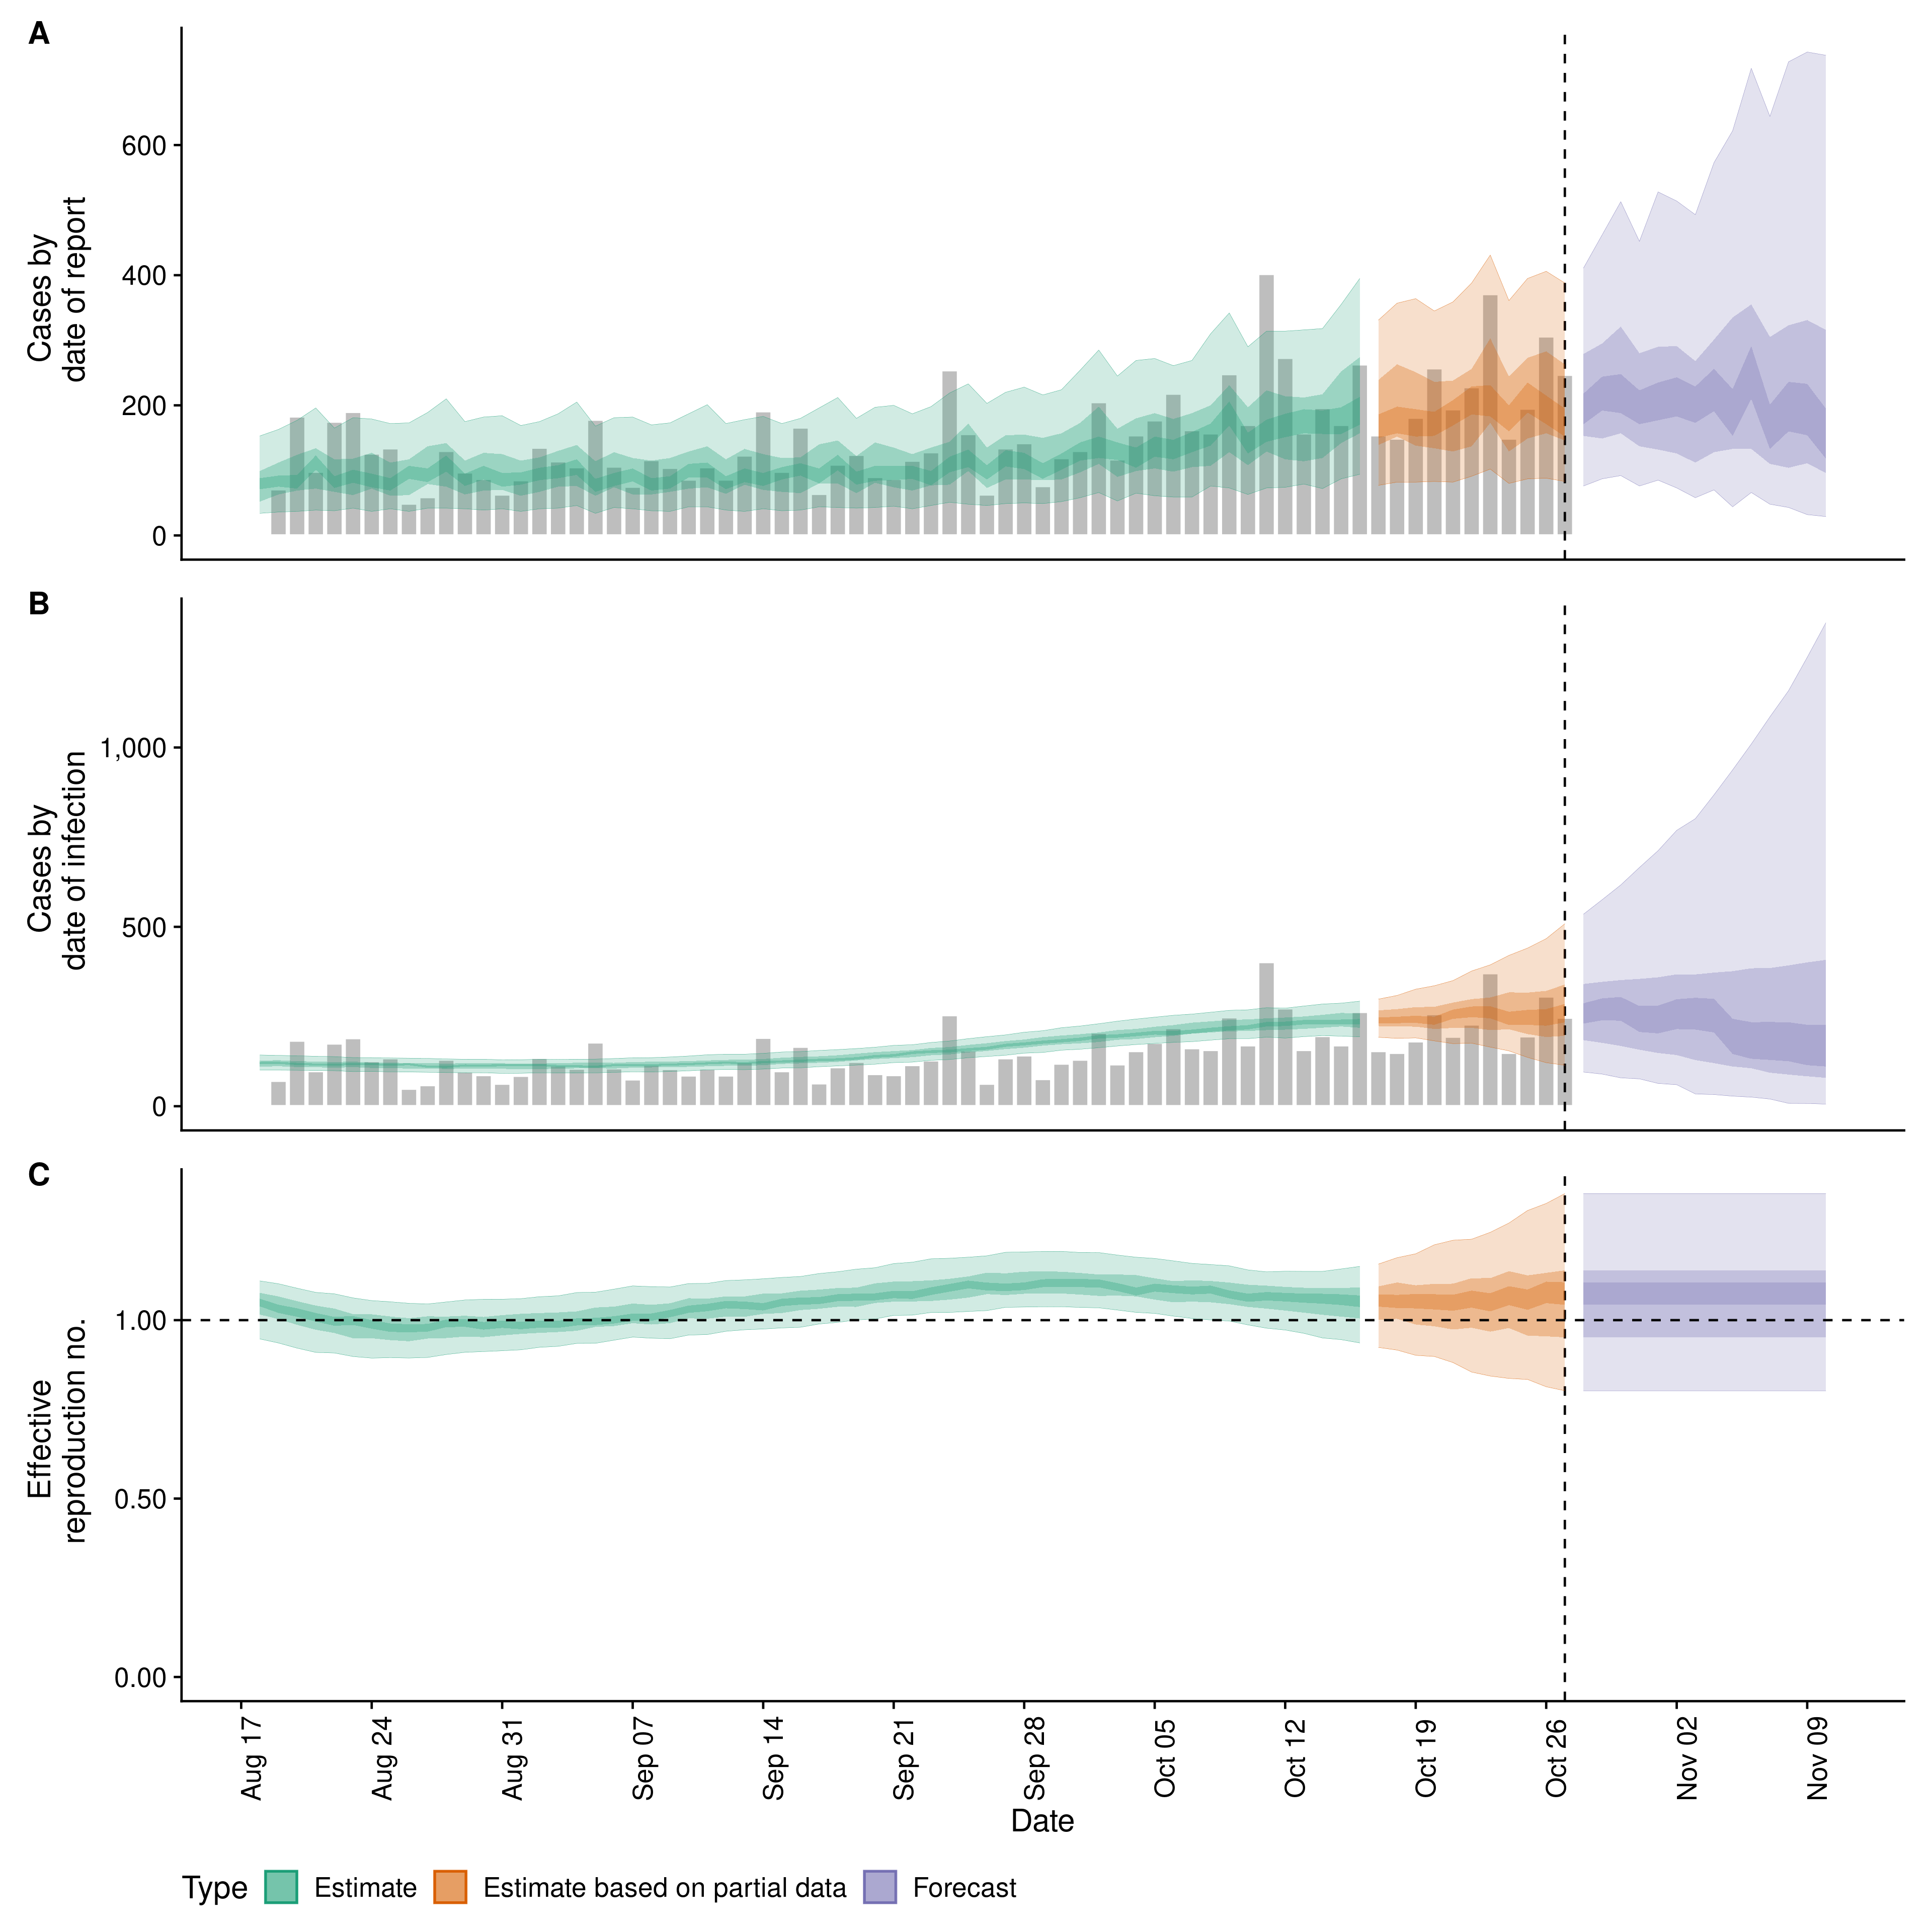 A
Cases by
date of report
600
400
200
0
B
Cases by
date of infection
1,000
500
0
C
Effective
reproduction no.
1.00
0.50
0.00
Aug 17
Aug 24
Aug 31
Sep 07
Sep 14
Sep 21
Sep 28
Oct 05
Oct 12
Oct 19
Oct 26
Nov 02
Nov 09
Date
Type Estimate Estimate based on partial data Forecast